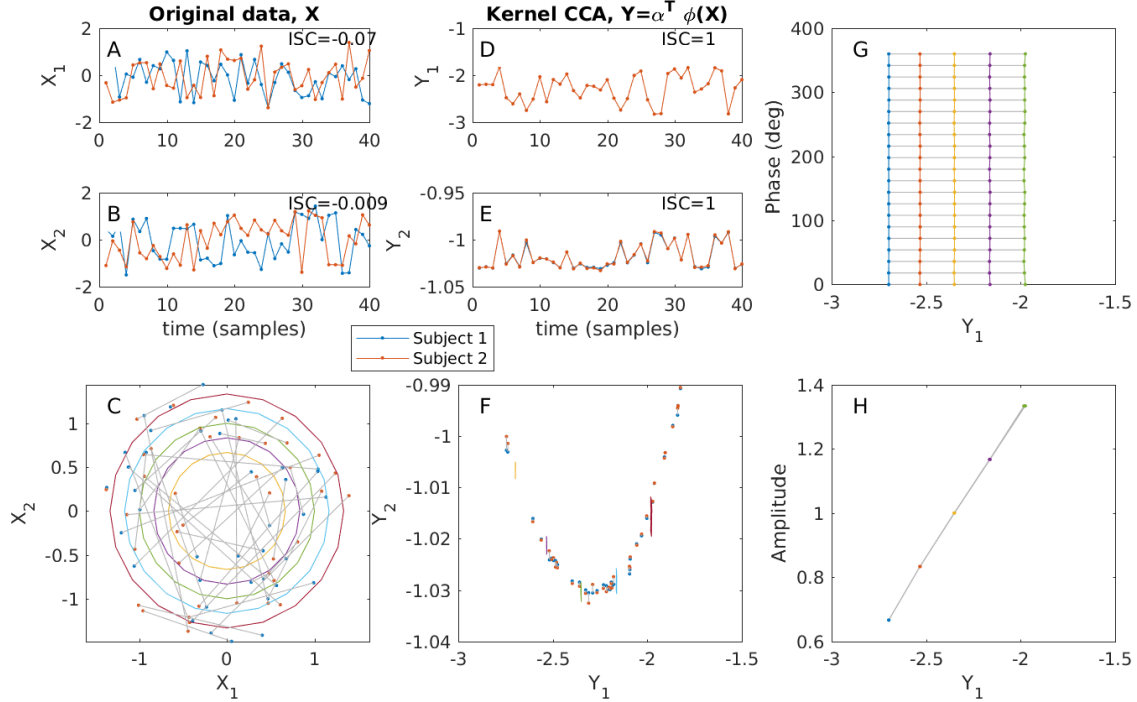 Original data, X
Kernel CCA, Y=α^T ϕ(X)
A
ISC=-0.07
X_1
2
0
-2
0
10
20
30
40
D
ISC=1
Y_1
-1
-2
-3
0
10
20
30
40
G
Phase (deg)
400
300
200
100
0
-3
-2.5
-2
-1.5
Y_1
B
ISC=-0.009
X_2
2
0
-2
0
10
20
30
40
time (samples)
E
ISC=1
Y_2
-0.95
-1
-1.05
0
10
20
30
40
time (samples)
Subject 1
Subject 2
C
X_2
1
0.5
0
-0.5
-1
-1
0
1
X_1
F
Y_2
-0.99
-1
-1.01
-1.02
-1.03
-1.04
-3
-2.5
-2
-1.5
Y_1
H
Amplitude
1.4
1.2
1
0.8
0.6
-3
-2.5
-2
-1.5
Y_1